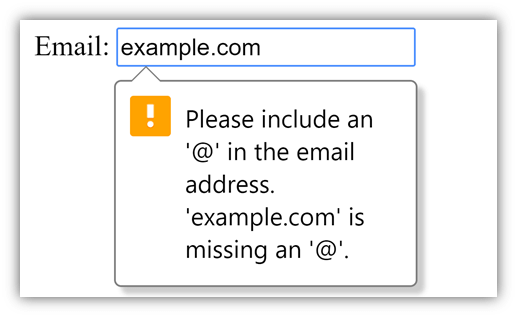 Email: example.com
Please include an
'@' in the email
address.
'example.com' is
missing an '@'.